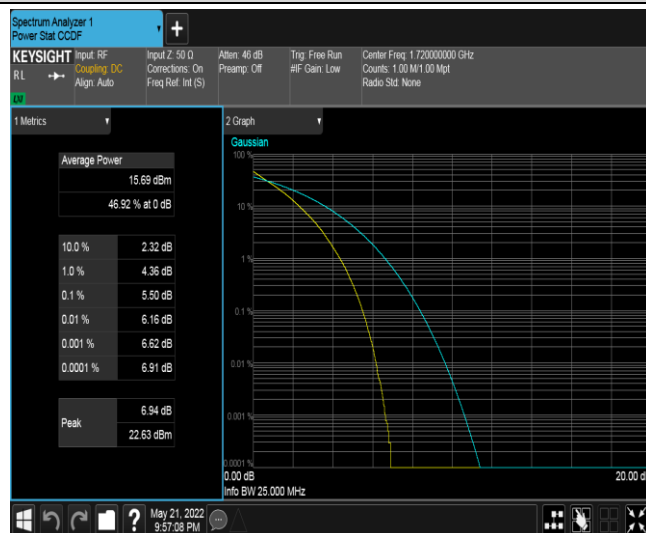 Spectrum Analyzer 1
Power Stat CCDF
+
KEYSIGHT Input: RF Input Z: 50 Ω Atten: 46 dB Trig: Free Run Center Freq: 1.720000000 GHz
RL Coupling: DC Corrections: On Preamp: Off #IF Gain: Low Counts: 1.00 M/1.00 Mpt
Align: Auto Freq Ref: Int (S) Radio Std: None
LXI
1 Metrics
2 Graph
Average Power
15.69 dBm
46.92 % at 0 dB
10.0 % 2.32 dB
1.0 % 4.36 dB
0.1 % 5.50 dB
0.01 % 6.16 dB
0.001 % 6.62 dB
0.0001 % 6.91 dB
Peak 6.94 dB
22.63 dBm
Gaussian
100 %
10 %
1 %
0.1 %
0.01 %
0.001 %
0.0001 %
0.00 dB 20.00 d
Info BW 25.000 MHz
? May 21, 2022
9:57:08 PM